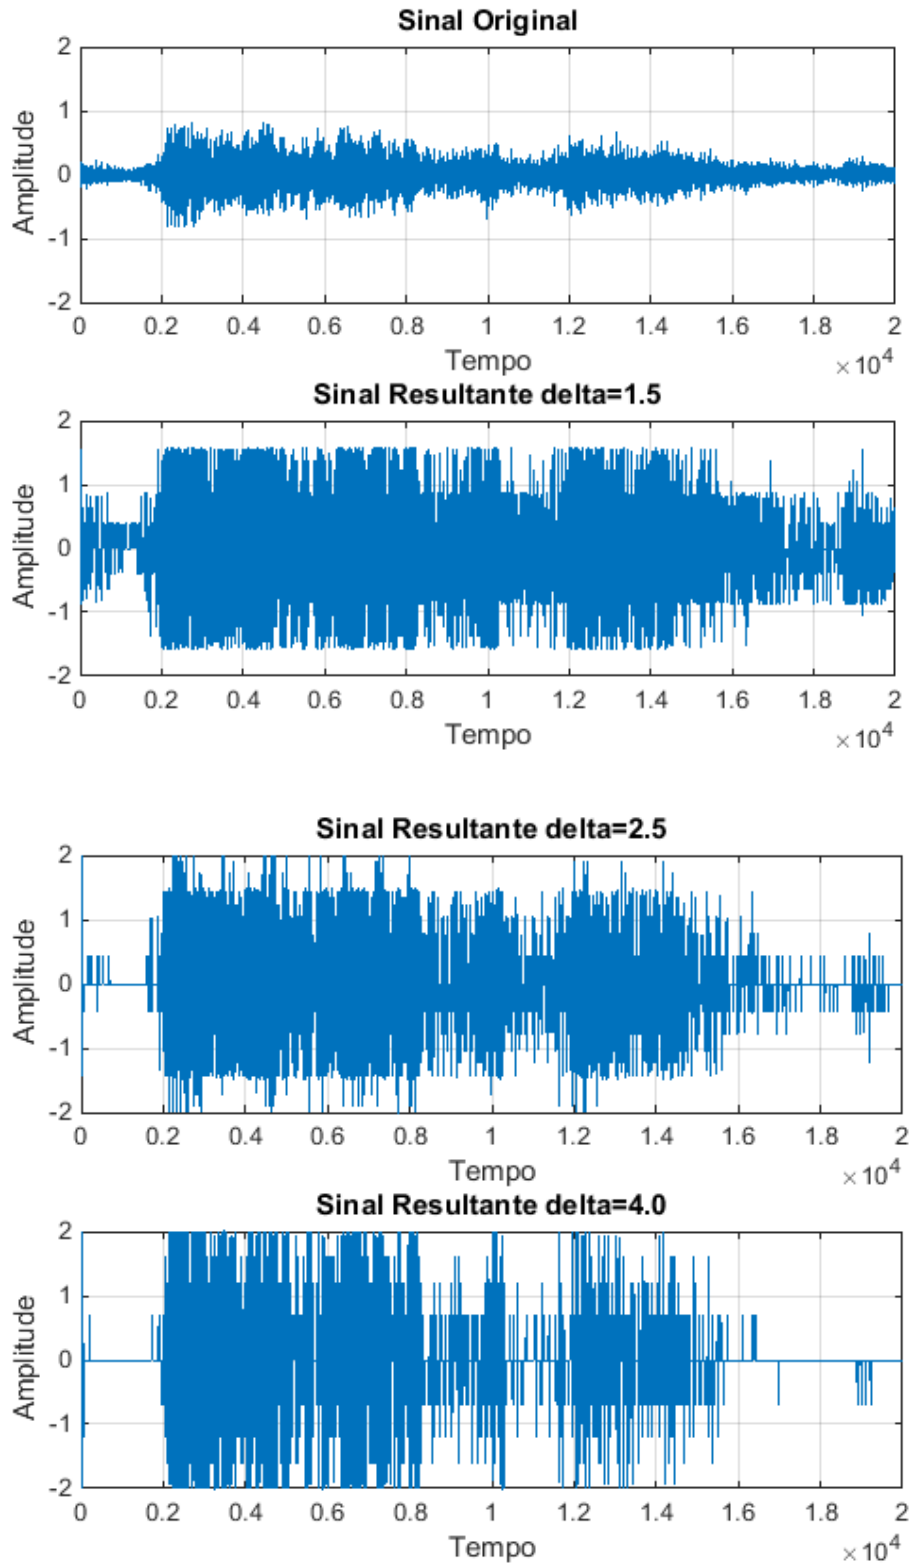 Sinal Original
2
1
0
-1
-2
Amplitude
0 0.2 0.4 0.6 0.8 1 1.2 1.4 1.6 1.8 2
Tempo
×10^4
Sinal Resultante delta=1.5
2
1
0
-1
-2
Amplitude
0 0.2 0.4 0.6 0.8 1 1.2 1.4 1.6 1.8 2
Tempo
×10^4
Sinal Resultante delta=2.5
2
1
0
-1
-2
Amplitude
0 0.2 0.4 0.6 0.8 1 1.2 1.4 1.6 1.8 2
Tempo
×10^4
Sinal Resultante delta=4.0
2
1
0
-1
-2
Amplitude
0 0.2 0.4 0.6 0.8 1 1.2 1.4 1.6 1.8 2
Tempo
×10^4